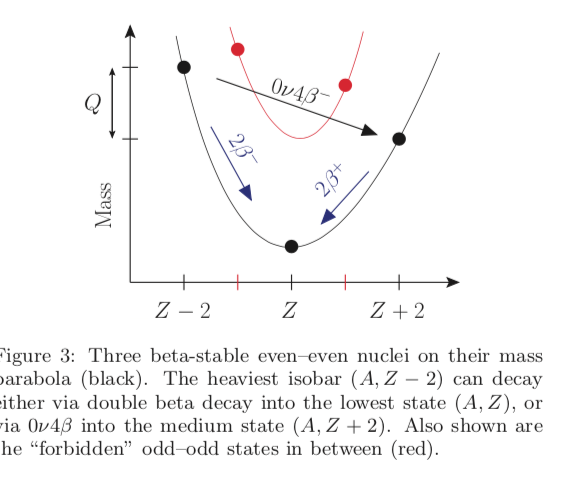 0ν4β⁻
Q
2β⁻
2β⁺
Mass
Z − 2
Z
Z + 2
Figure 3: Three beta-stable even–even nuclei on their mass
parabola (black). The heaviest isobar (A, Z − 2) can decay
either via double beta decay into the lowest state (A, Z), or
via 0ν4β into the medium state (A, Z + 2). Also shown are
the “forbidden” odd–odd states in between (red).